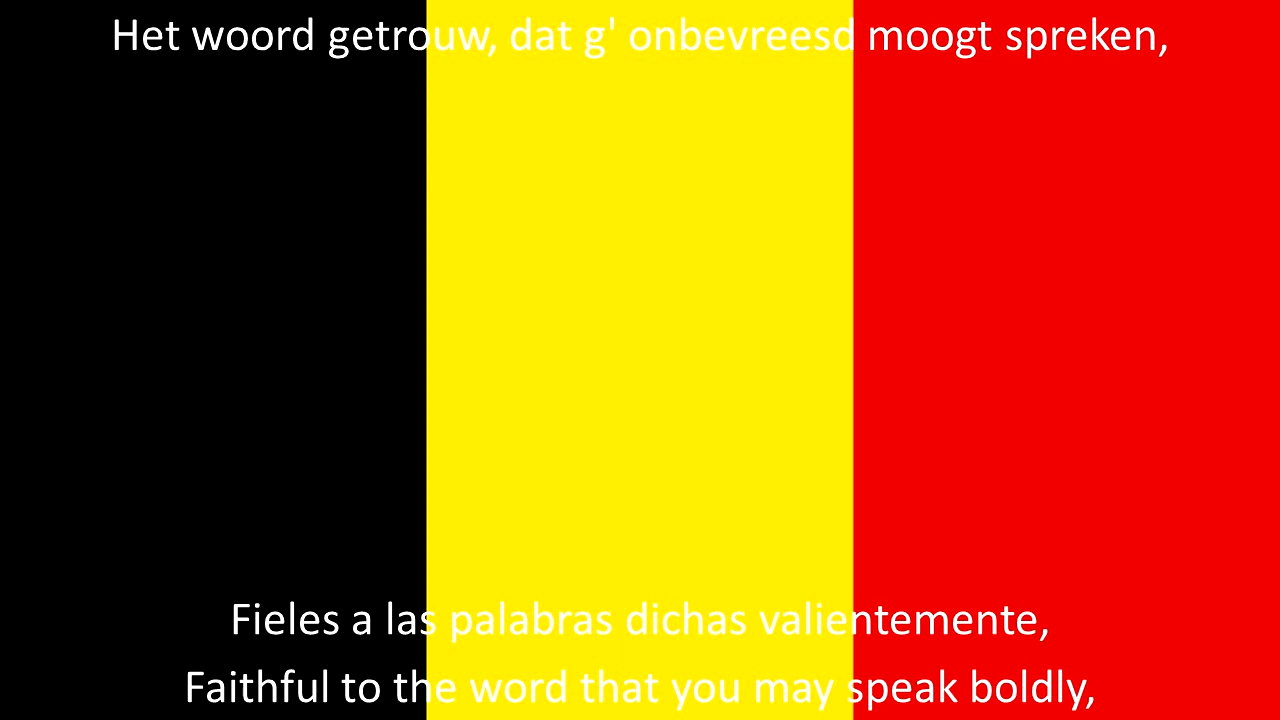 Het woord getrouw, dat g' onbevreesd moogt spreken,
Fieles a las palabras dichas valientemente,
Faithful to the word that you may speak boldly,